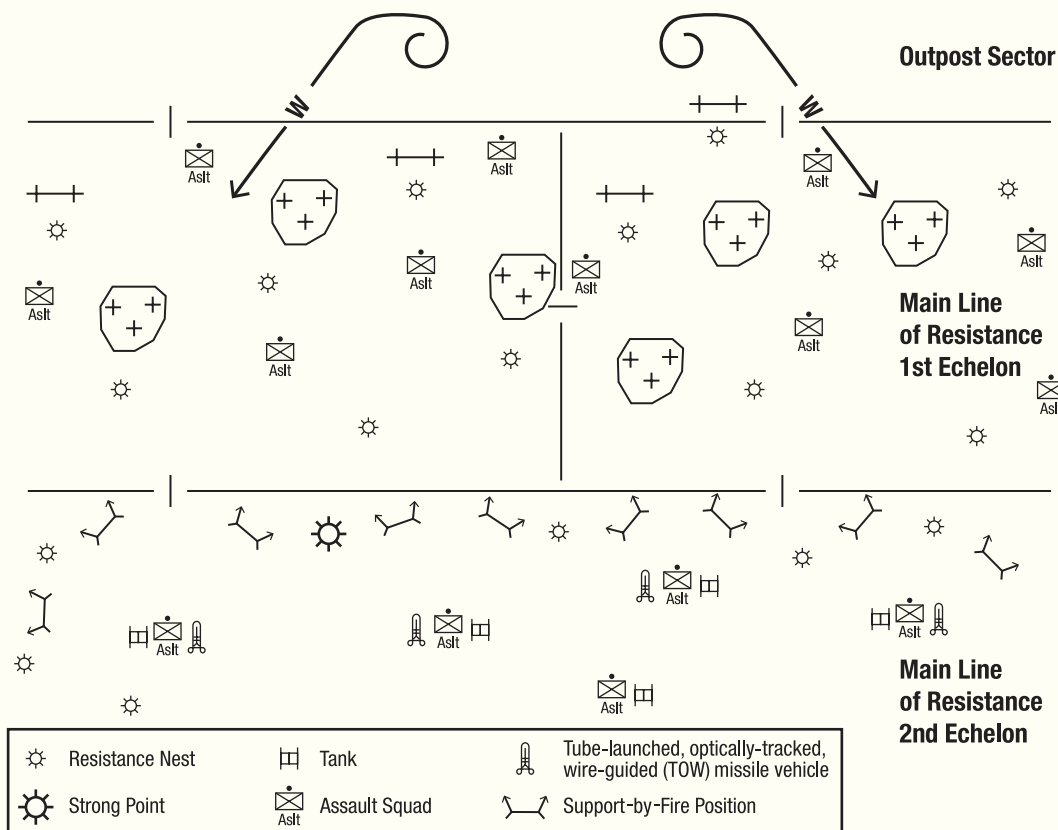 Outpost Sector
W
W
Aslt
Aslt
Aslt
Aslt
Aslt
Aslt
Aslt
Main Line
of Resistance
1st Echelon
Aslt
Aslt
Asl
Aslt
Aslt
Aslt
Aslt
Aslt
Main Line
of Resistance
2nd Echelon
Resistance Nest
Tank
Tube-launched, optically-tracked,
wire-guided (TOW) missile vehicle
Strong Point
Aslt
Assault Squad
Support-by-Fire Position